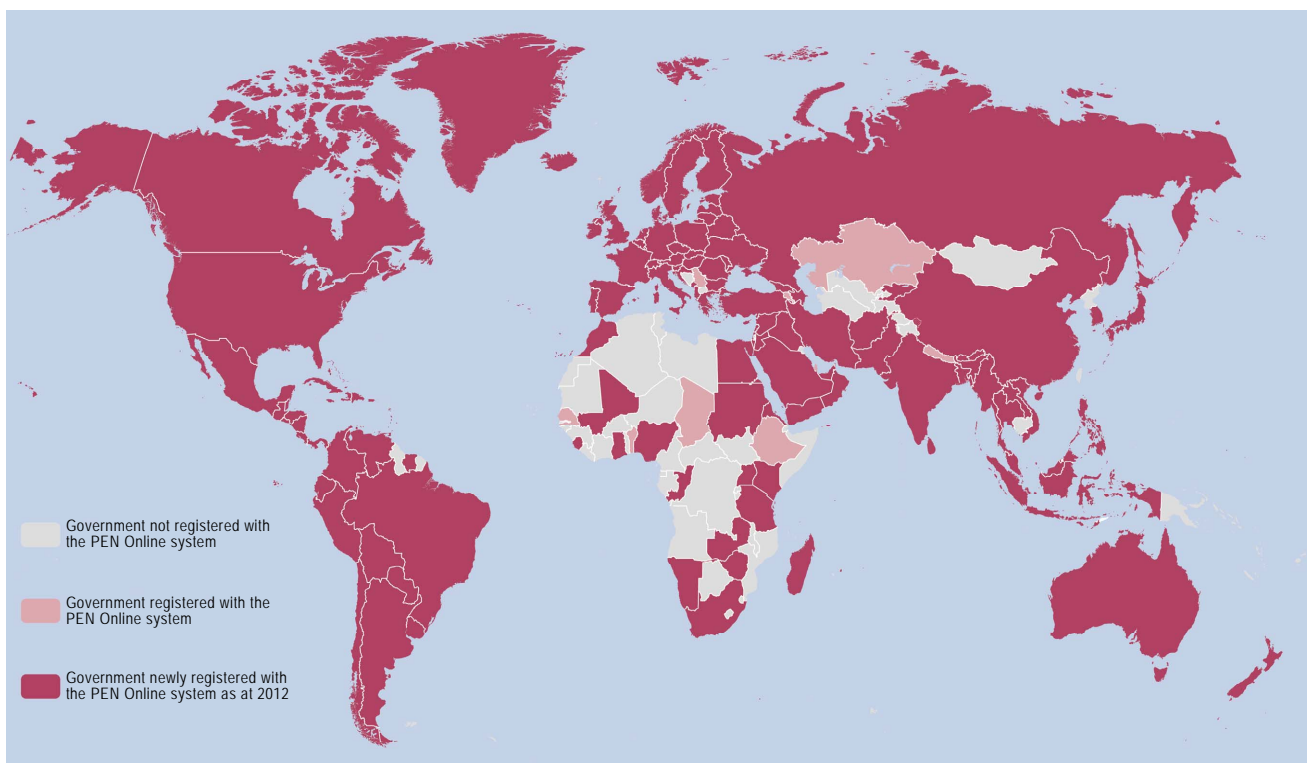 Government not registered with
the PEN Online system
Government registered with the
PEN Online system
Government newly registered with
the PEN Online system as at 2012